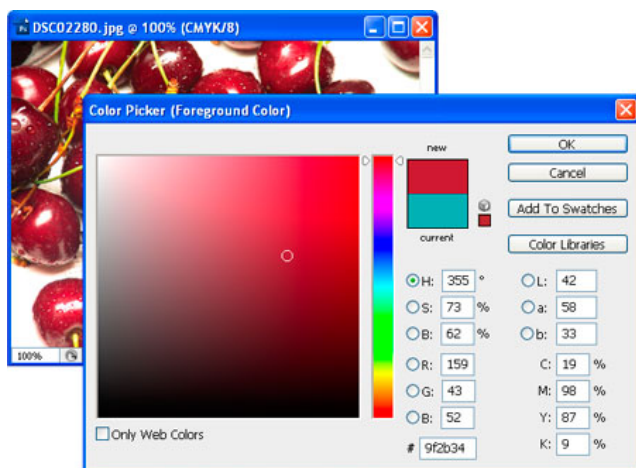 DSC02280.jpg @ 100% (CMYK/8)
Color Picker (Foreground Color)
new
current
OK
Cancel
Add To Swatches
Color Libraries
H: 355 °
S: 73 %
B: 62 %
R: 159
G: 43
B: 52
# 9f2b34
L: 42
a: 58
b: 33
C: 19 %
M: 98 %
Y: 87 %
K: 9 %
Only Web Colors
100%